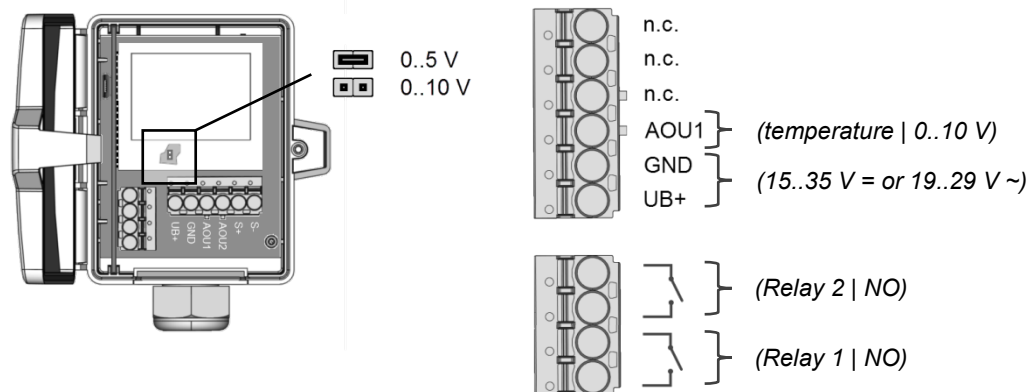 0..5 V
0..10 V
UB+
GND
AOU1
AOU2
S+
S-
n.c.
n.c.
n.c.
AOU1 (temperature | 0..10 V)
GND
UB+
(15..35 V = or 19..29 V ~)
(Relay 2 | NO)
(Relay 1 | NO)